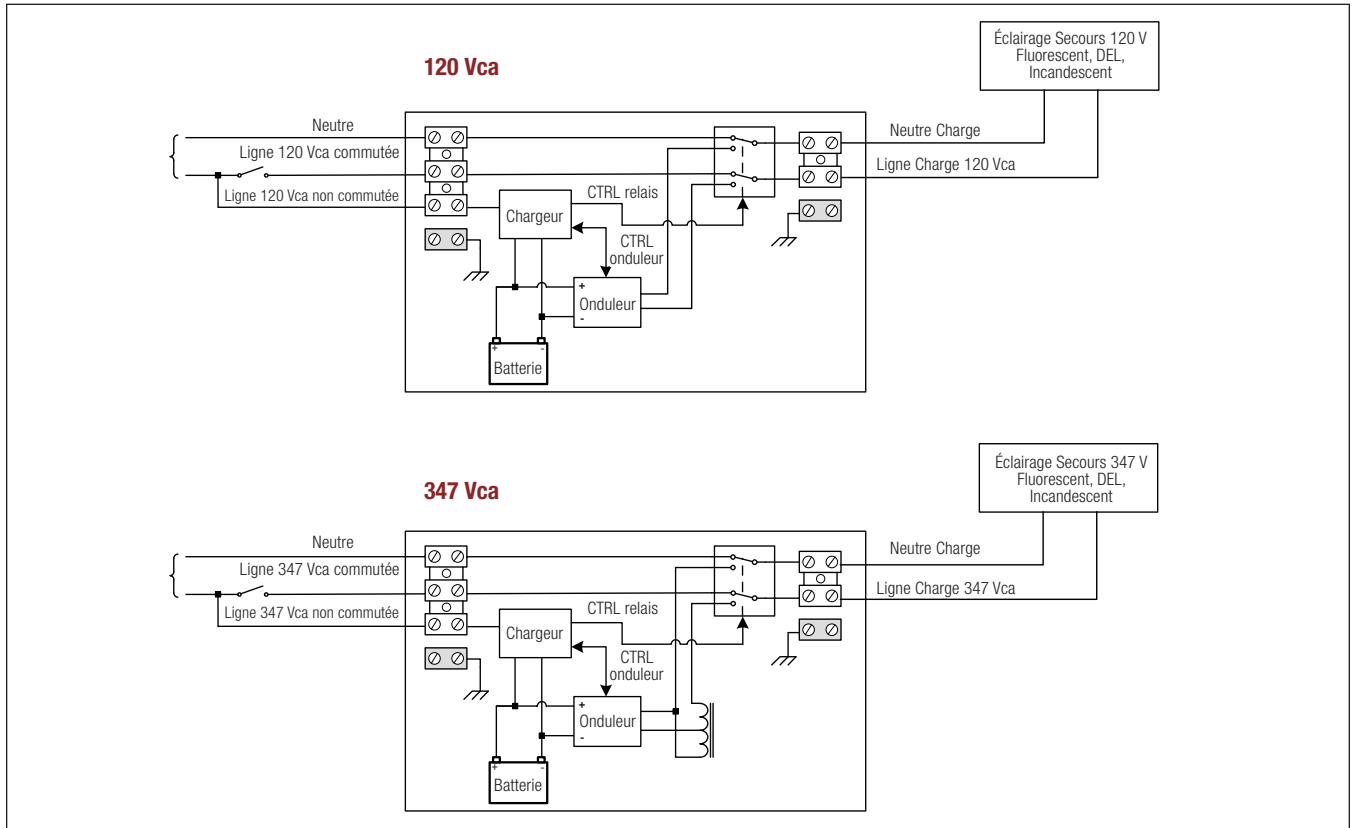 120 Vca
Éclairage Secours 120 V
Fluorescent, DEL,
Incandescent
Neutre
Ligne 120 Vca commutée
Ligne 120 Vca non commutée
Neutre Charge
Ligne Charge 120 Vca
CTRL relais
Chargeur
CTRL
onduleur
+
Onduleur
-
+ -
Batterie
347 Vca
Éclairage Secours 347 V
Fluorescent, DEL,
Incandescent
Neutre
Ligne 347 Vca commutée
Ligne 347 Vca non commutée
Neutre Charge
Ligne Charge 347 Vca
CTRL relais
Chargeur
CTRL
onduleur
+
Onduleur
-
+ -
Batterie